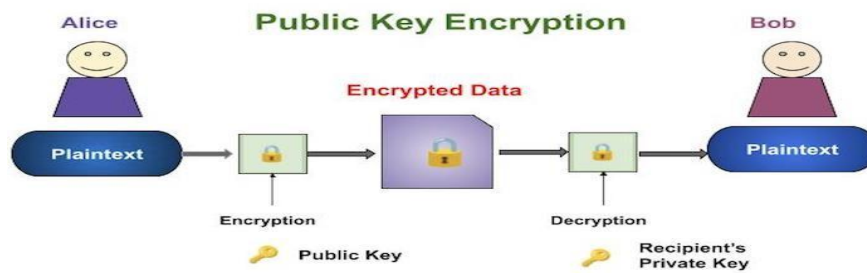 Alice
Public Key Encryption
Bob
Encrypted Data
Plaintext
Plaintext
Encryption
Decryption
Public Key
Recipient's
Private Key